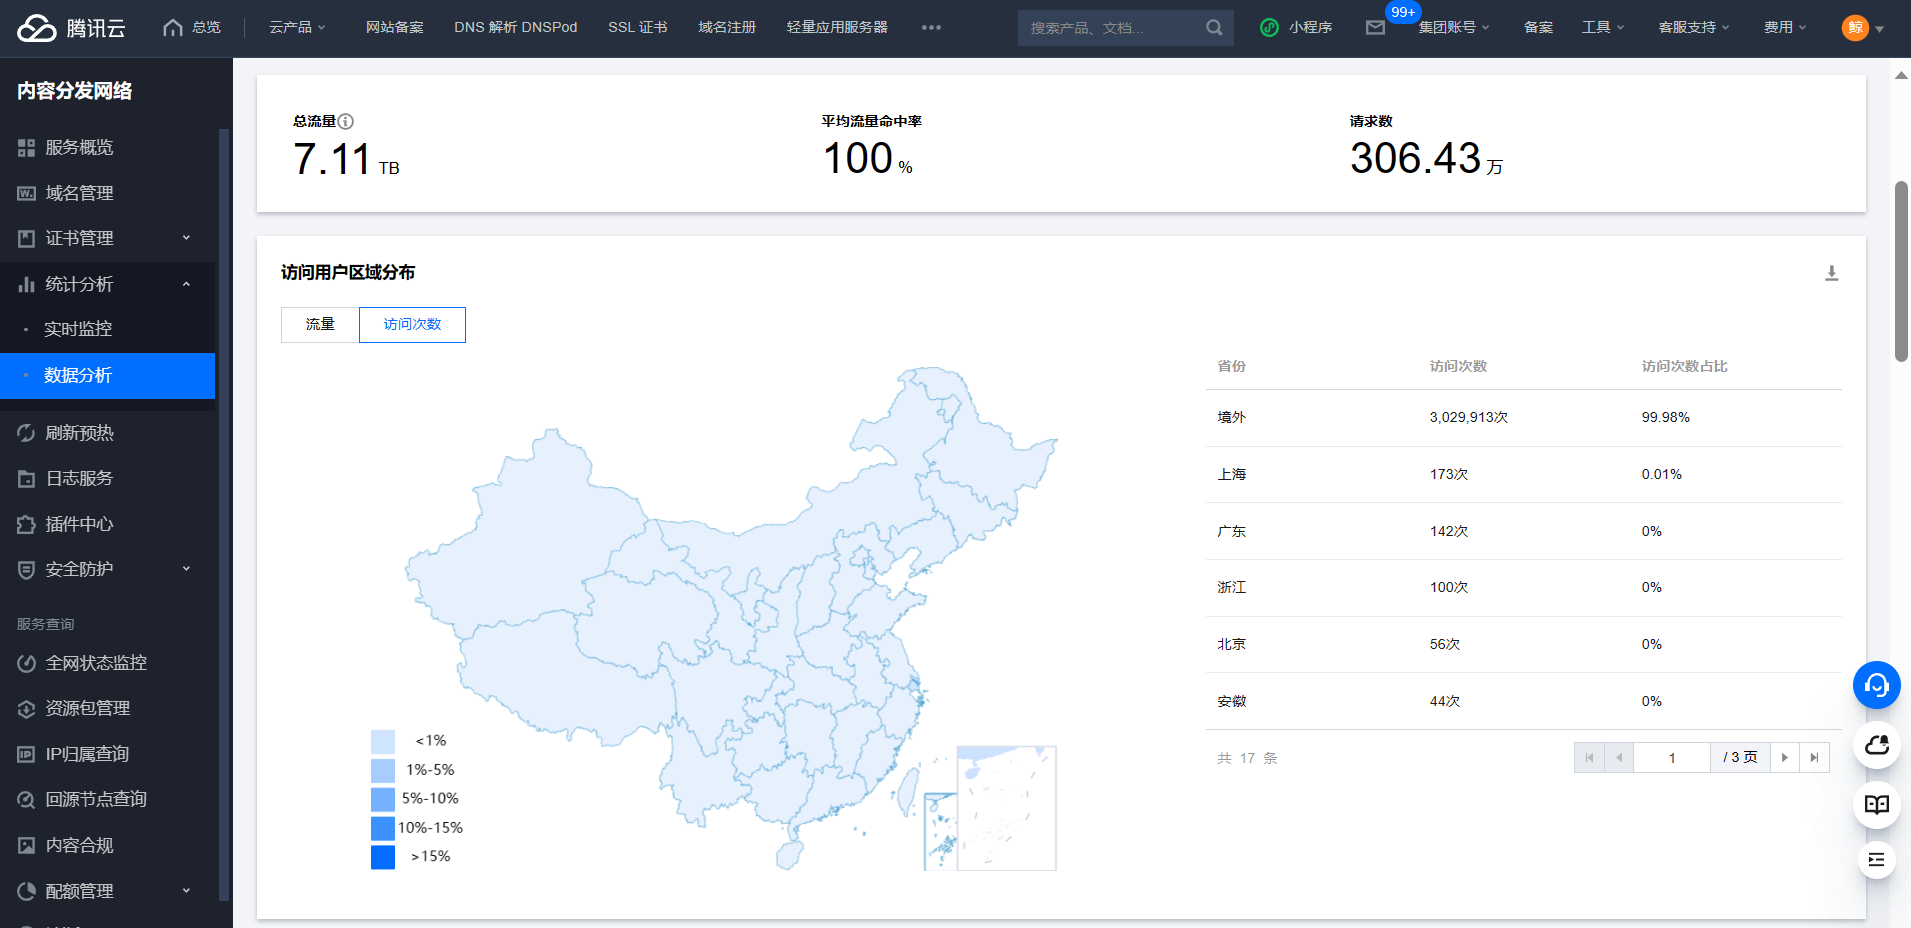 腾讯云 总览 云产品 网站备案 DNS 解析 DNSPod SSL 证书 域名注册 轻量应用服务器 ••• 搜索产品、文档... 小程序 99+ 集团账号 备案 工具 客服支持 费用 鲸
内容分发网络
服务概览
域名管理
证书管理
统计分析
实时监控
数据分析
刷新预热
日志服务
插件中心
安全防护
服务查询
全网状态监控
资源包管理
IP归属查询
回源节点查询
内容合规
配额管理
总流量
7.11 TB
平均流量命中率
100 %
请求数
306.43 万
访问用户区域分布
流量 访问次数
<1%
1%-5%
5%-10%
10%-15%
>15%
省份 访问次数 访问次数占比
境外 3,029,913次 99.98%
上海 173次 0.01%
广东 142次 0%
浙江 100次 0%
北京 56次 0%
安徽 44次 0%
共 17 条 1 / 3 页